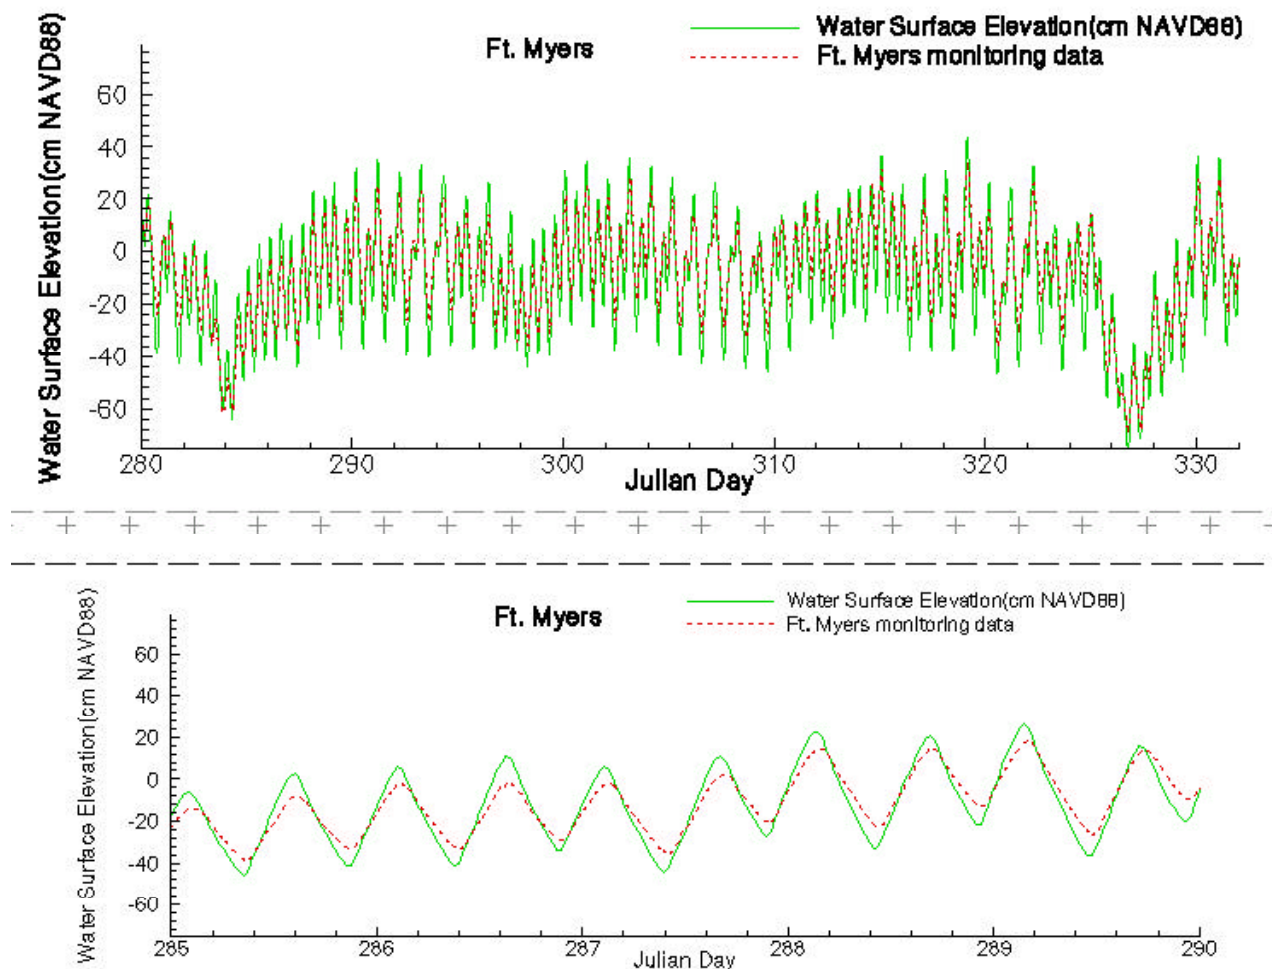 Water Surface Elevation(cm NAVD88)
Ft. Myers monitoring data
Ft. Myers
Water Surface Elevation(cm NAVD88)
60
40
20
0
-20
-40
-60
280
290
300
310
320
330
Julian Day
Water Surface Elevation(cm NAVD88)
Ft. Myers monitoring data
Ft. Myers
Water Surface Elevation(cm NAVD88)
60
40
20
0
-20
-40
-60
285
286
287
288
289
290
Julian Day